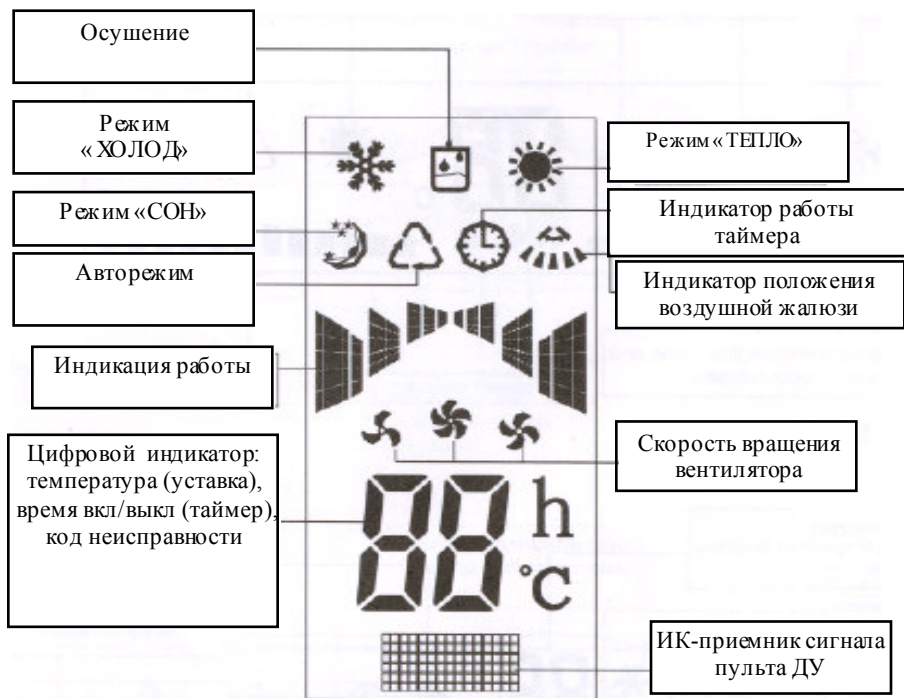 Осушение
Режим
«ХОЛОД»
Режим «ТЕПЛО»
Режим «СОН»
Индикатор работы
таймера
Авторежим
Индикатор положения
воздушной жалюзи
Индикация работы
Скорость вращения
вентилятора
Цифровой индикатор:
температура (уставка),
время вкл/выкл (таймер),
код неисправности
88 h
°C
ИК-приемник сигнала
пульта ДУ